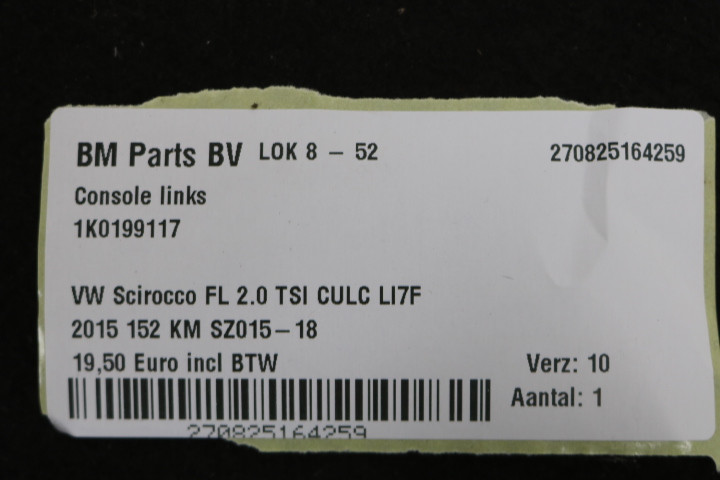 BM Parts BV LOK 8 - 52 270825164259
Console links
1K0199117
VW Scirocco FL 2.0 TSI CULC LI7F
2015 152 KM SZ015-18
19,50 Euro incl BTW Verz: 10
Aantal: 1
270825164259